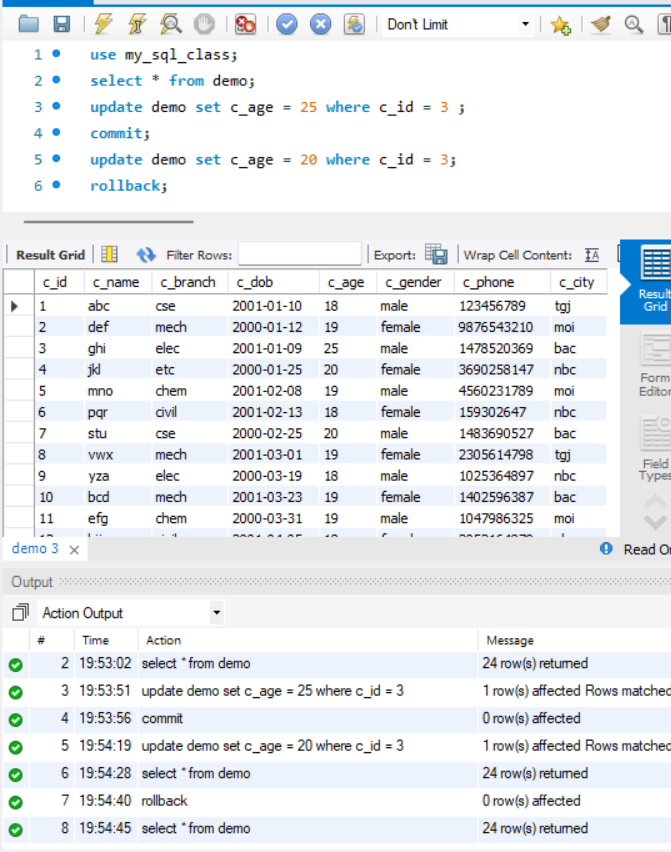 Don't Limit
1 use my_sql_class;
2 select * from demo;
3 update demo set c_age = 25 where c_id = 3 ;
4 commit;
5 update demo set c_age = 20 where c_id = 3;
6 rollback;
Result Grid Filter Rows: Export: Wrap Cell Content: IA
c_id c_name c_branch c_dob c_age c_gender c_phone c_city
1 abc cse 2001-01-10 18 male 123456789 tgj
2 def mech 2000-01-12 19 female 9876543210 moi
3 ghi elec 2001-01-09 25 male 1478520369 bac
4 jkl etc 2000-01-25 20 female 3690258147 nbc
5 mno chem 2001-02-08 19 male 4560231789 moi
6 pqr civil 2001-02-13 18 female 159302647 nbc
7 stu cse 2000-02-25 20 male 1483690527 bac
8 vwx mech 2001-03-01 19 female 2305614798 tgj
9 yza elec 2000-03-19 18 male 1025364897 nbc
10 bcd mech 2001-03-23 19 female 1402596387 bac
11 efg chem 2000-03-31 19 male 1047986325 moi
Result
Grid
Form
Editor
Field
Types
demo 3 Read On
Output
Action Output
# Time Action Message
2 19:53:02 select * from demo 24 row(s) returned
3 19:53:51 update demo set c_age = 25 where c_id = 3 1 row(s) affected Rows matched
4 19:53:56 commit 0 row(s) affected
5 19:54:19 update demo set c_age = 20 where c_id = 3 1 row(s) affected Rows matched
6 19:54:28 select * from demo 24 row(s) returned
7 19:54:40 rollback 0 row(s) affected
8 19:54:45 select * from demo 24 row(s) returned